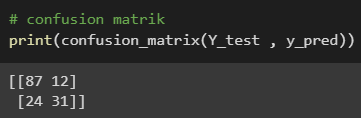 # confusion matrik
print(confusion_matrix(Y_test , y_pred))
[[87 12]
 [24 31]]